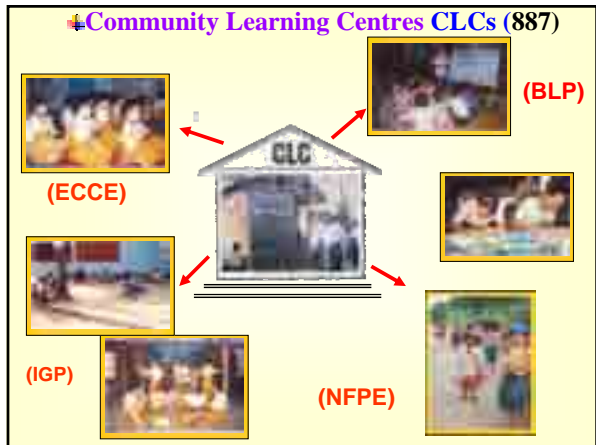 Community Learning Centres CLCs (887)
(BLP)
CLC
(ECCE)
(IGP)
(NFPE)